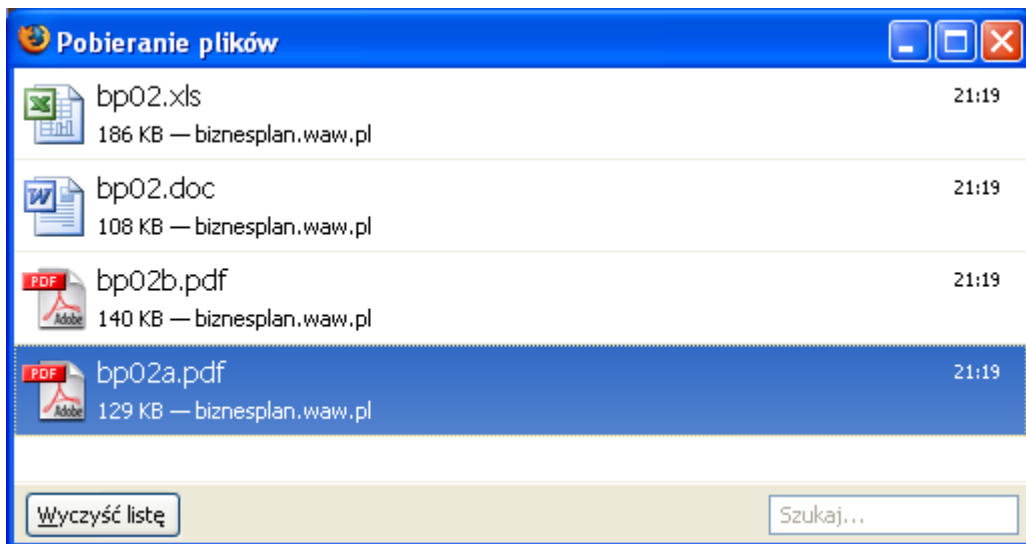 Pobieranie plików
bp02.xls 21:19
186 KB — biznesplan.waw.pl
bp02.doc 21:19
108 KB — biznesplan.waw.pl
PDF bp02b.pdf 21:19
Adobe 140 KB — biznesplan.waw.pl
PDF bp02a.pdf 21:19
Adobe 129 KB — biznesplan.waw.pl
Wyczyść listę Szukaj...